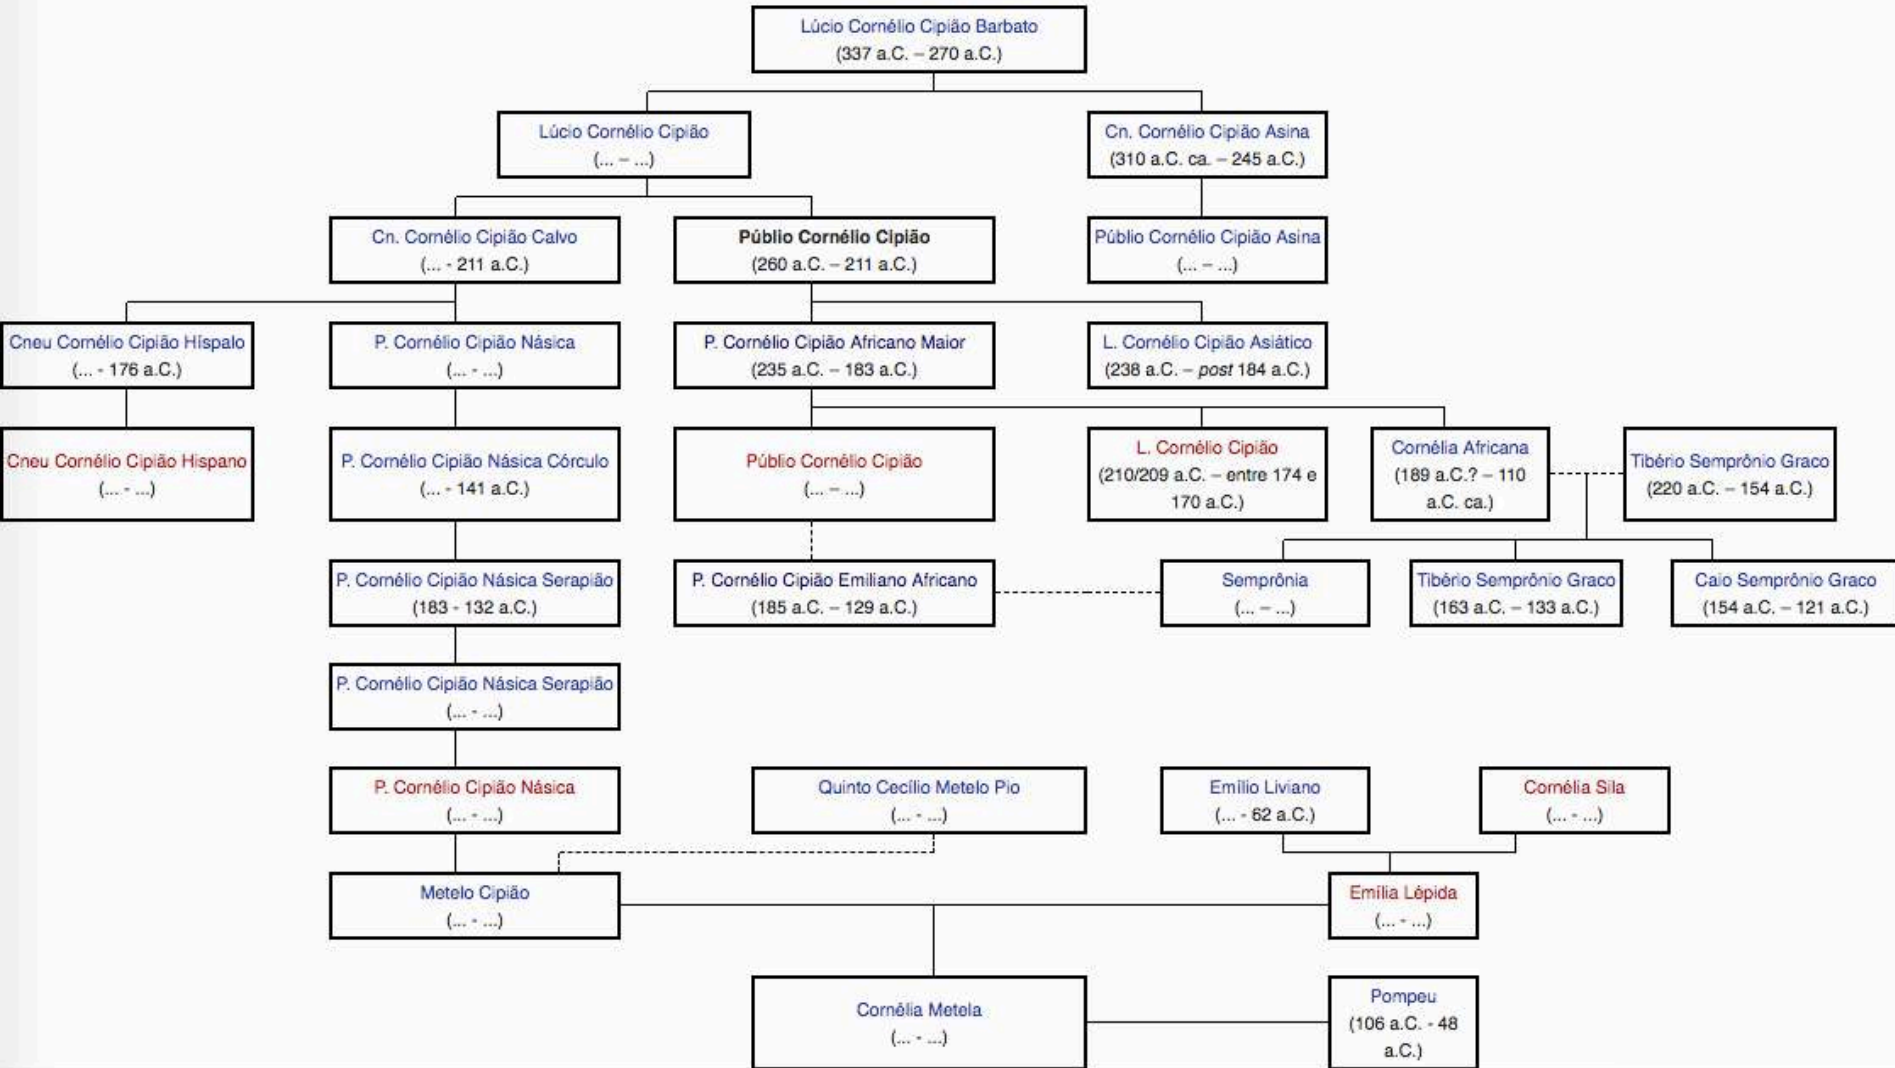 Lúcio Cornélio Cipião Barbato
(337 a.C. – 270 a.C.)
Lúcio Cornélio Cipião
(... – ...)
Cn. Cornélio Cipião Asina
(310 a.C. ca. – 245 a.C.)
Cn. Cornélio Cipião Calvo
(... - 211 a.C.)
Público Cornélio Cipião
(260 a.C. – 211 a.C.)
Públio Cornélio Cipião Asina
(... – ...)
Cneu Cornélio Cipião Híspalo
(... - 176 a.C.)
P. Cornélio Cipião Násica
(... - ...)
P. Cornélio Cipião Africano Maior
(235 a.C. – 183 a.C.)
L. Cornélio Cipião Asiático
(238 a.C. – post 184 a.C.)
Cneu Cornélio Cipião Hispano
(... - ...)
P. Cornélio Cipião Násica Córculo
(... - 141 a.C.)
Públio Cornélio Cipião
(... – ...)
L. Cornélio Cipião
(210/209 a.C. – entre 174 e
170 a.C.)
Cornélia Africana
(189 a.C.? – 110
a.C. ca.)
Tibério Semprônio Graco
(220 a.C. – 154 a.C.)
P. Cornélio Cipião Násica Serapião
(183 - 132 a.C.)
P. Cornélio Cipião Emiliano Africano
(185 a.C. – 129 a.C.)
Semprônia
(... – ...)
Tibério Semprônio Graco
(163 a.C. – 133 a.C.)
Caio Semprônio Graco
(154 a.C. – 121 a.C.)
P. Cornélio Cipião Násica Serapião
(... - ...)
P. Cornélio Cipião Násica
(... - ...)
Quinto Cecílio Metelo Pio
(... - ...)
Emílio Liviano
(... - 62 a.C.)
Cornélia Sila
(... - ...)
Metelo Cipião
(... - ...)
Emília Lépida
(... - ...)
Cornélia Metela
(... - ...)
Pompeu
(106 a.C. - 48
a.C.)